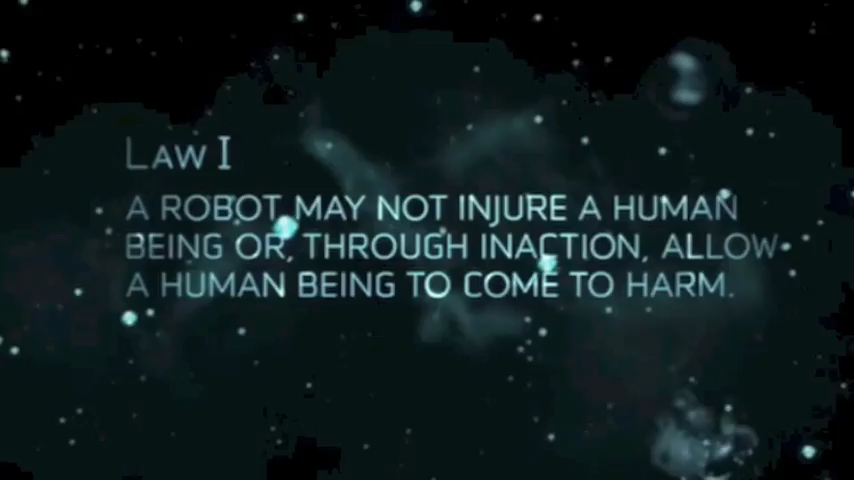 LAW I
A ROBOT MAY NOT INJURE A HUMAN
BEING OR, THROUGH INACTION, ALLOW
A HUMAN BEING TO COME TO HARM.